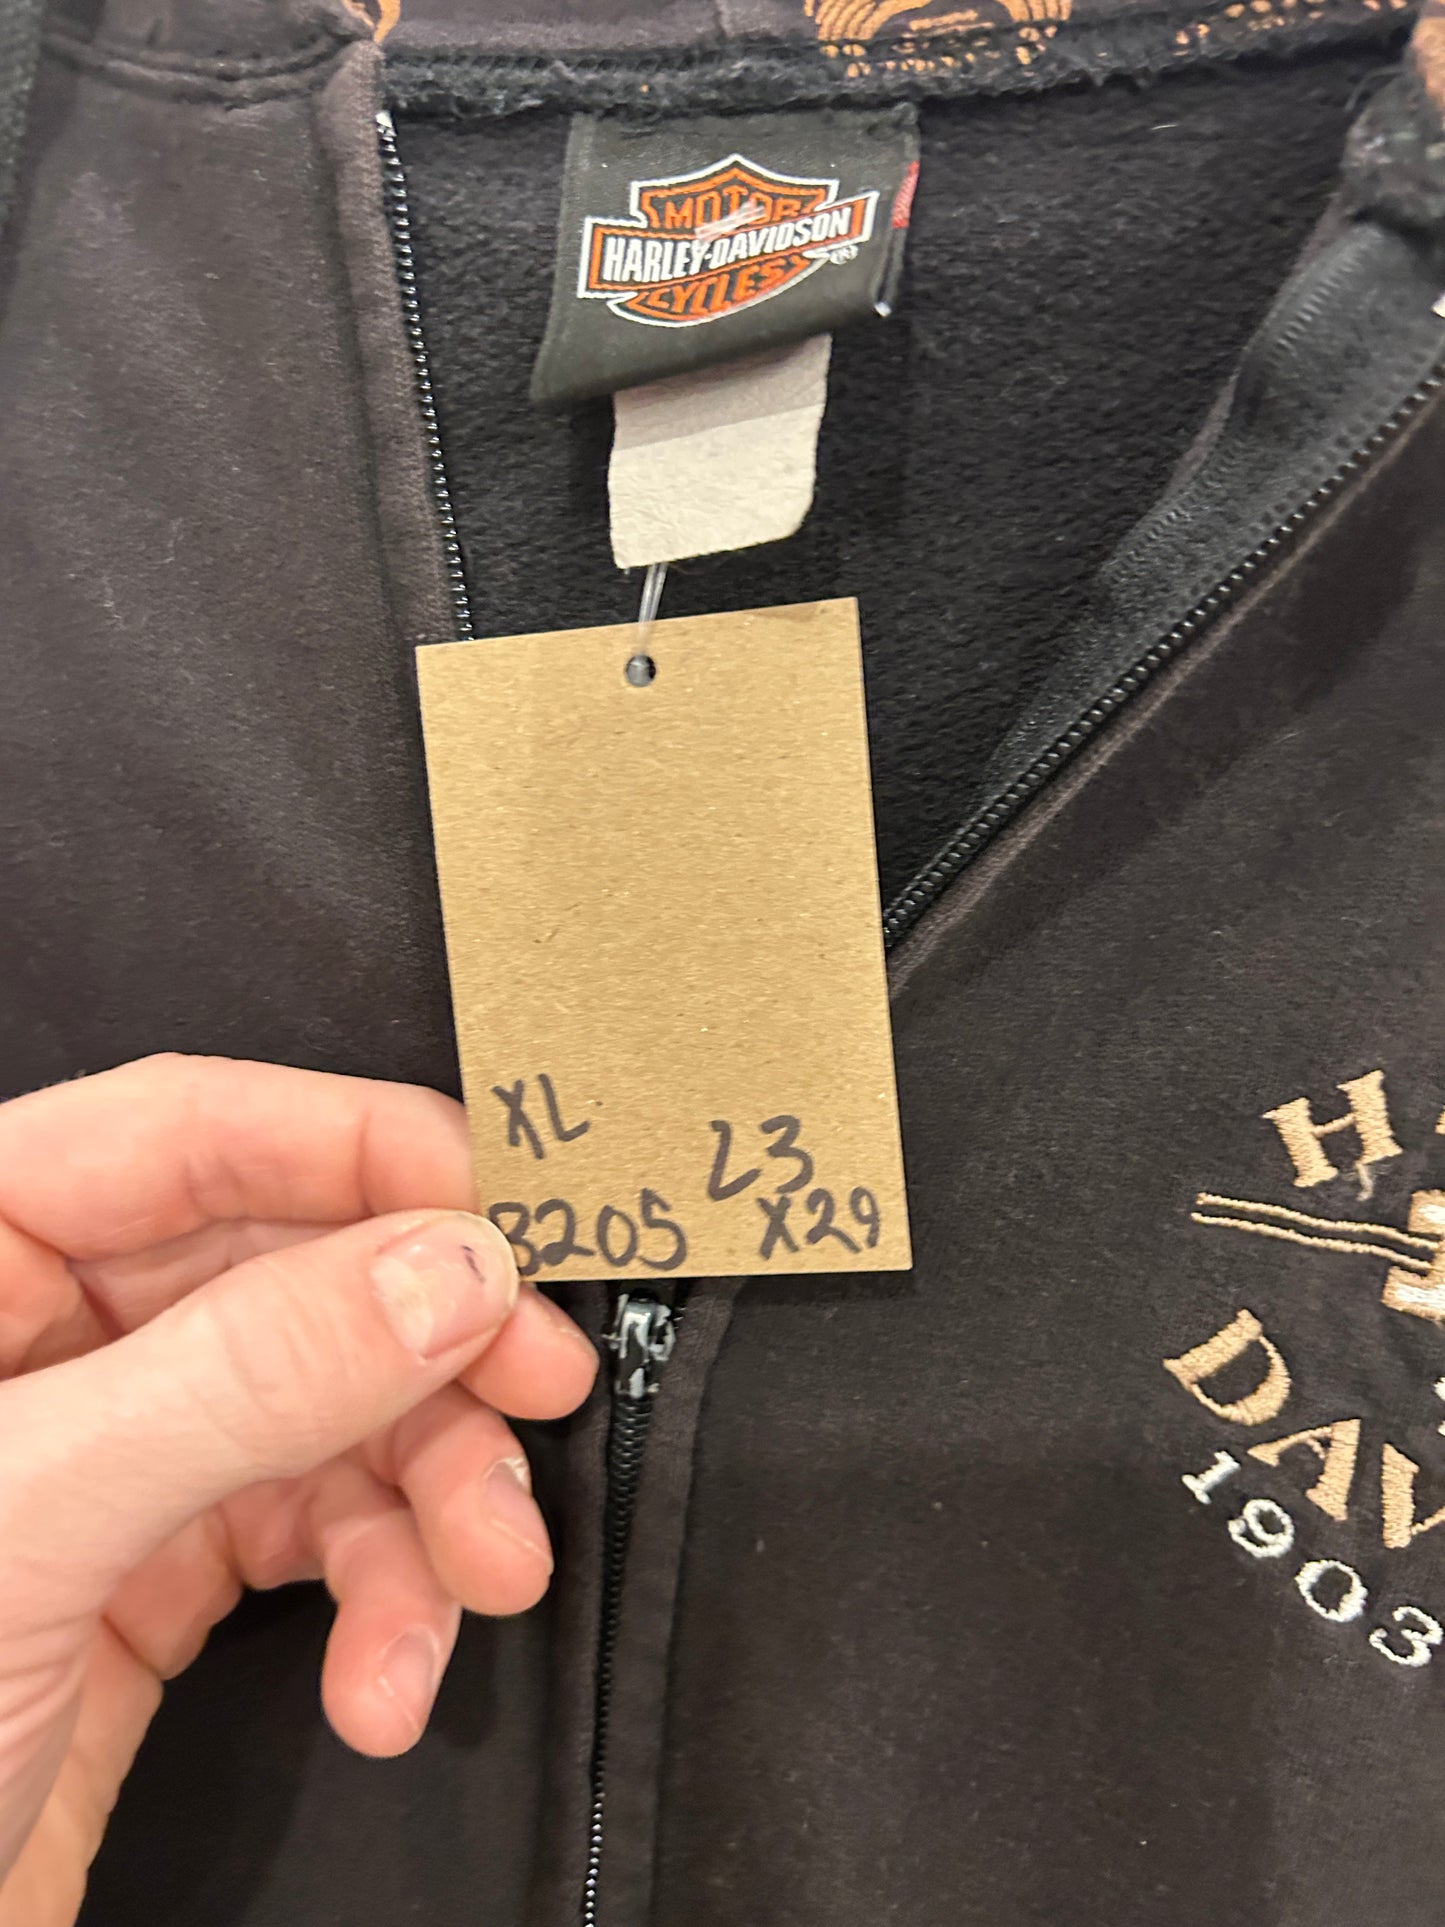 MOTOR
HARLEY-DAVIDSON
CYCLES
®
XL
23
3205
X29
H
DAV
1903